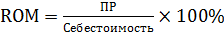 ROM = ПР / Себестоимость × 100%